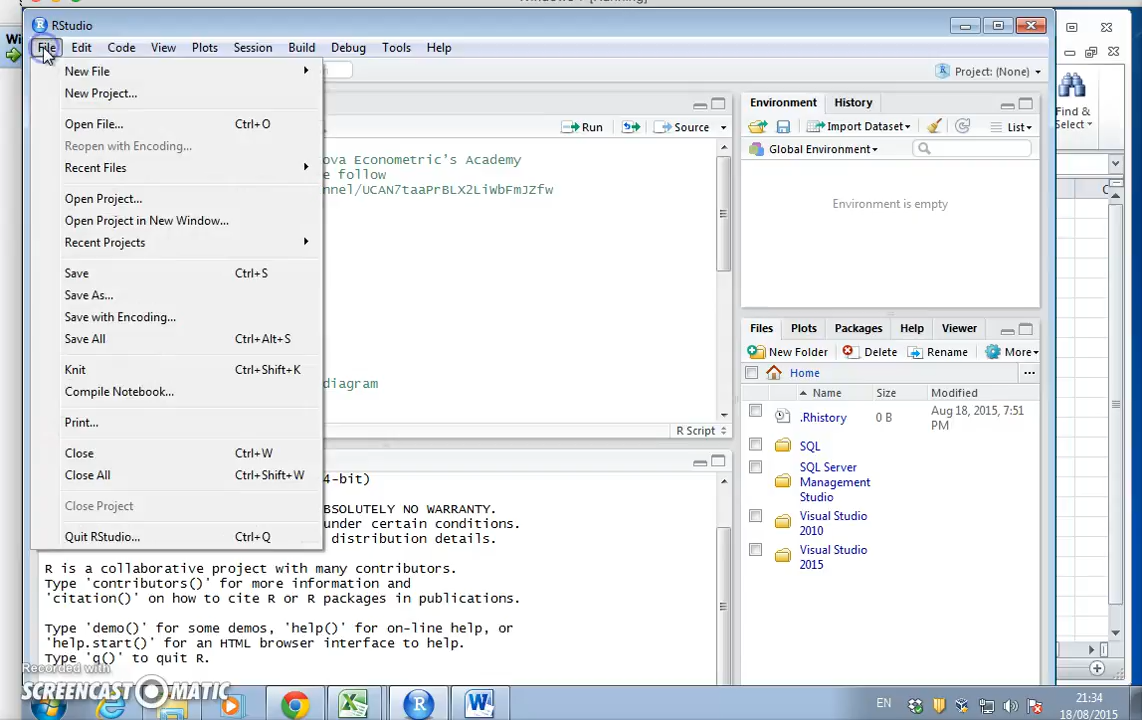 Windows 7 [Running]
RStudio
Wi
File Edit Code View Plots Session Build Debug Tools Help
Project: (None)
New File
New Project...
Open File... Ctrl+O
Reopen with Encoding...
Recent Files
Open Project...
Open Project in New Window...
Recent Projects
Save Ctrl+S
Save As...
Save with Encoding...
Save All Ctrl+Alt+S
Knit Ctrl+Shift+K
Compile Notebook...
Print...
Close Ctrl+W
Close All Ctrl+Shift+W
Close Project
Quit RStudio... Ctrl+Q
Run Source
ova Econometric's Academy
e follow
nnel/UCAN7taaPrBLX2LiWbFmJZfw
diagram
R Script
4-bit)
BSOLUTELY NO WARRANTY.
under certain conditions.
distribution details.
R is a collaborative project with many contributors.
Type 'contributors()' for more information and
'citation()' on how to cite R or R packages in publications.
Type 'demo()' for some demos, 'help()' for on-line help, or
'help.start()' for an HTML browser interface to help.
Type 'q()' to quit R.
Environment History
Import Dataset List
Global Environment
Environment is empty
Files Plots Packages Help Viewer
New Folder Delete Rename More
Home
Name Size Modified
.Rhistory 0 B Aug 18, 2015, 7:51
PM
SQL
SQL Server
Management
Studio
Visual Studio
2010
Visual Studio
2015
Find &
Select
Recorded with
SCREENCAST MATIC
EN
21:34
18/08/2015